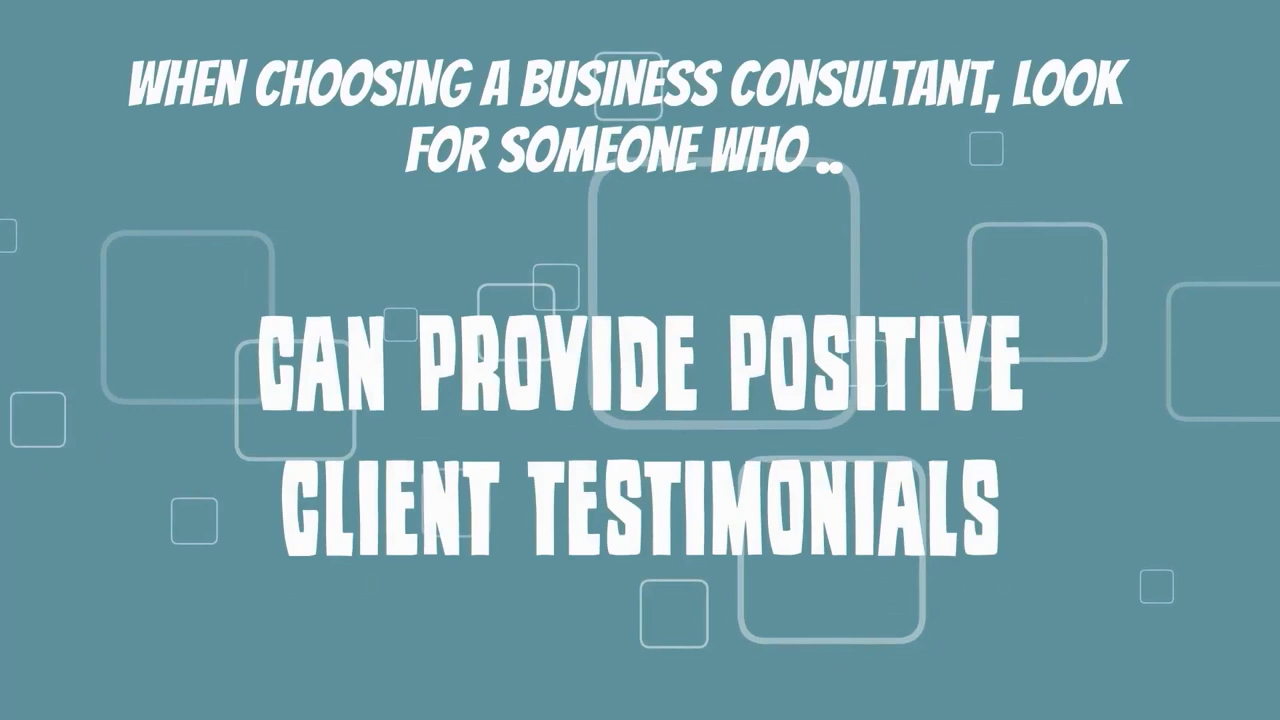 WHEN CHOOSING A BUSINESS CONSULTANT, LOOK
FOR SOMEONE WHO ..
CAN PROVIDE POSITIVE
CLIENT TESTIMONIALS